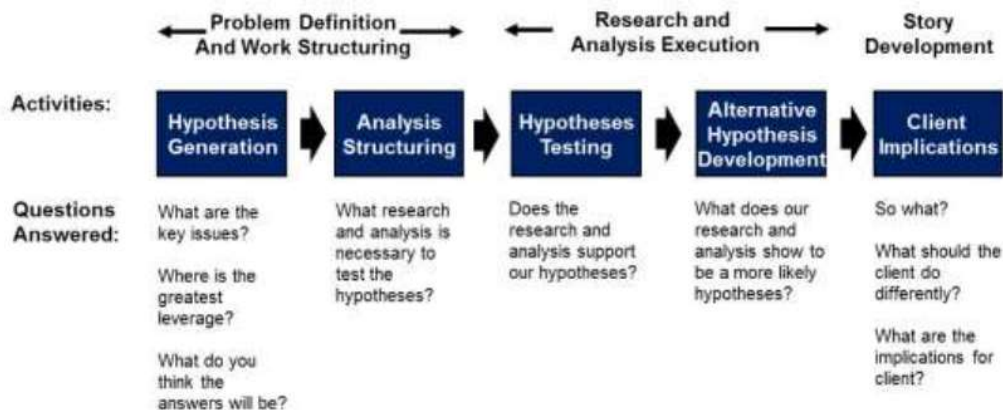 Problem Definition
And Work Structuring
Research and
Analysis Execution
Story
Development
Activities:
Hypothesis
Generation
Analysis
Structuring
Hypotheses
Testing
Alternative
Hypothesis
Development
Client
Implications
Questions
Answered:
What are the
key issues?
Where is the
greatest
leverage?
What do you
think the
answers will be?
What research
and analysis is
necessary to
test the
hypotheses?
Does the
research and
analysis support
our hypotheses?
What does our
research and
analysis show to
be a more likely
hypotheses?
So what?
What should the
client do
differently?
What are the
implications for
client?